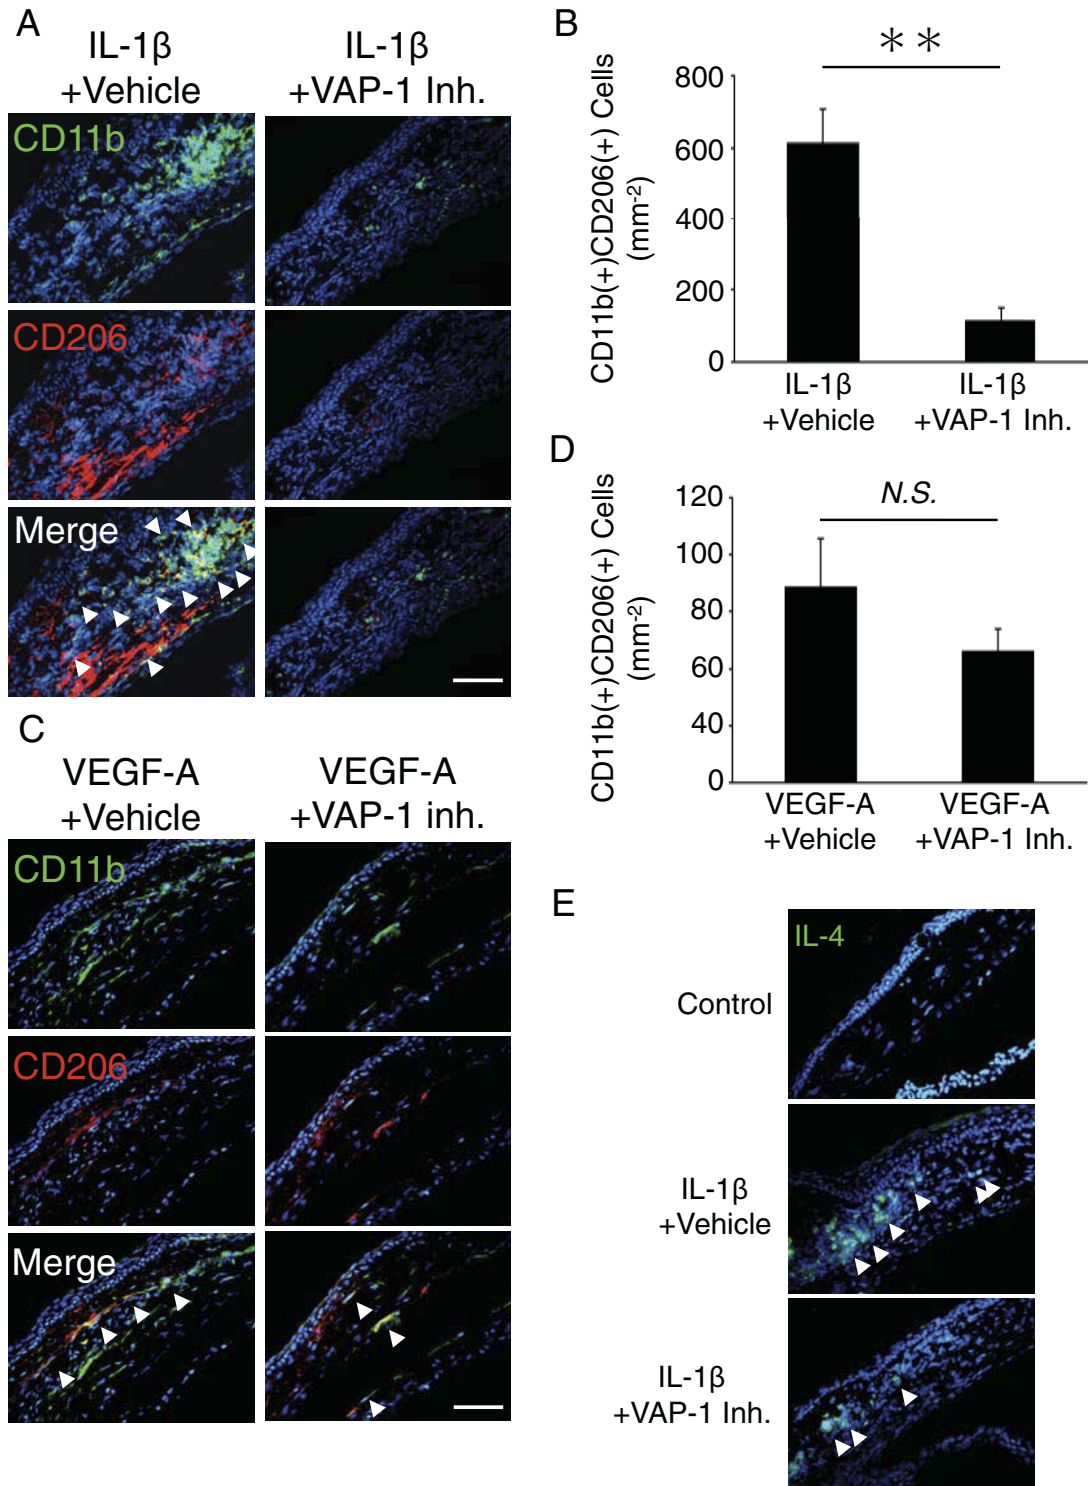 A
IL-1β
+Vehicle
IL-1β
+VAP-1 Inh.
CD11b
CD206
Merge
B
**
CD11b(+)CD206(+) Cells
(mm-2)
800
600
400
200
0
IL-1β
+Vehicle
IL-1β
+VAP-1 Inh.
C
VEGF-A
+Vehicle
VEGF-A
+VAP-1 inh.
CD11b
CD206
Merge
D
N.S.
CD11b(+)CD206(+) Cells
(mm-2)
120
100
80
60
40
20
0
VEGF-A
+Vehicle
VEGF-A
+VAP-1 Inh.
E
IL-4
Control
IL-1β
+Vehicle
IL-1β
+VAP-1 Inh.